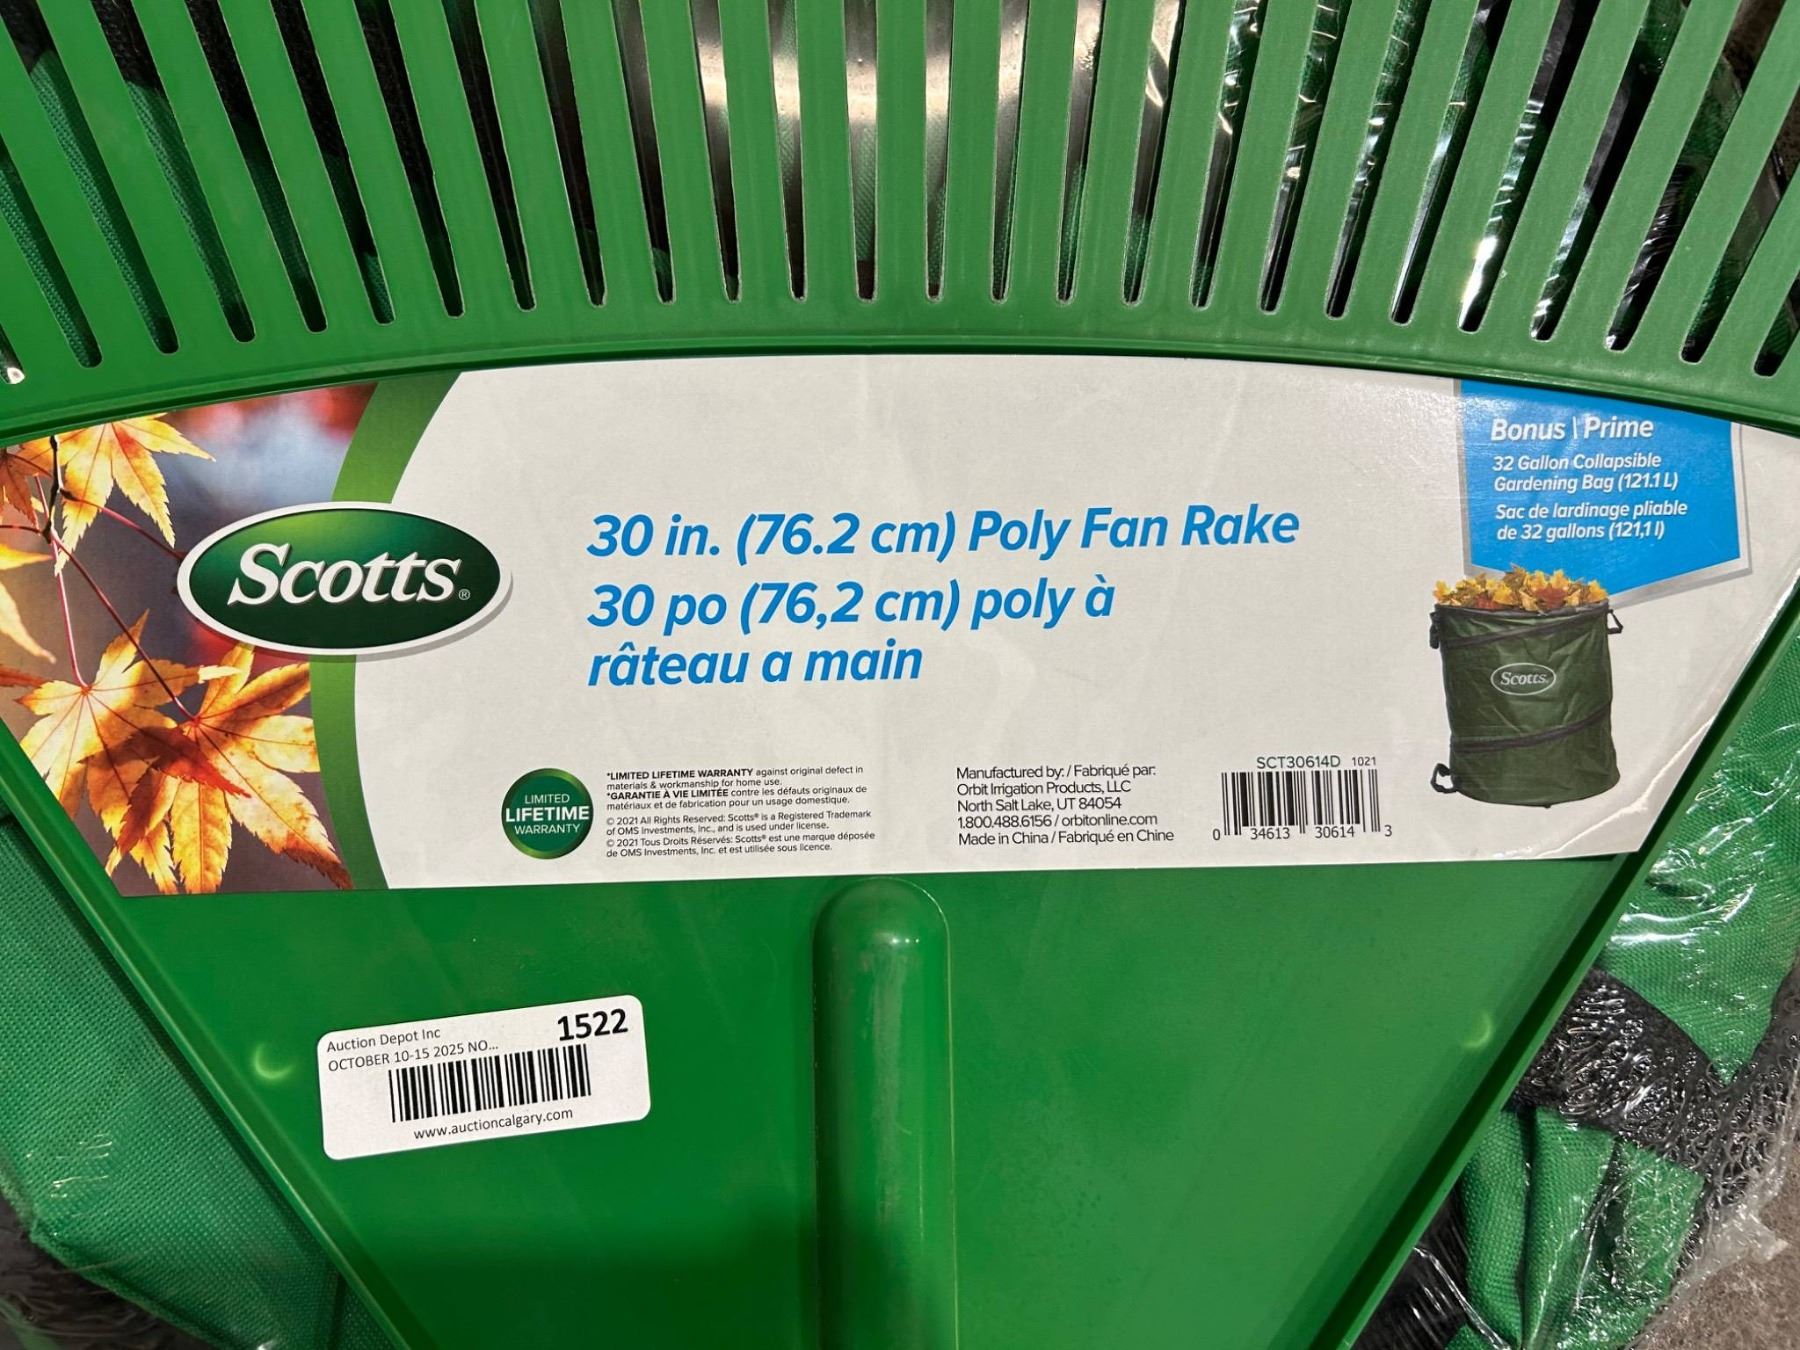 Scotts®
30 in. (76.2 cm) Poly Fan Rake
30 po (76,2 cm) poly à
râteau a main
Bonus | Prime
32 Gallon Collapsible
Gardening Bag (121.1 L)
Sac de lardinage pliable
de 32 gallons (121,1 l)
Scotts
LIMITED
LIFETIME
WARRANTY
*LIMITED LIFETIME WARRANTY against original defect in
materials & workmanship for home use.
*GARANTIE À VIE LIMITÉE contre les défauts originaux de
matériaux et de fabrication pour un usage domestique.
© 2021 All Rights Reserved: Scotts® is a Registered Trademark
of OMS Investments, Inc., and is used under license.
© 2021 Tous Droits Réservés: Scotts® est une marque déposée
de OMS Investments, Inc. et est utilisée sous licence.
Manufactured by: / Fabriqué par:
Orbit Irrigation Products, LLC
North Salt Lake, UT 84054
1.800.488.6156 / orbitonline.com
Made in China / Fabriqué en Chine
SCT30614D 1021
0 34613 30614 3
Auction Depot Inc 1522
OCTOBER 10-15 2025 NO...
www.auctioncalgary.com